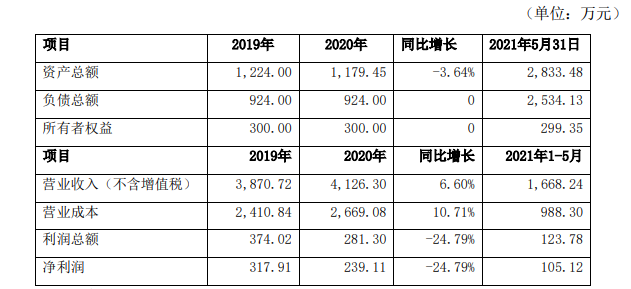 （单位：万元）
项目 2019年 2020年 同比增长 2021年5月31日
资产总额 1,224.00 1,179.45 -3.64% 2,833.48
负债总额 924.00 924.00 0 2,534.13
所有者权益 300.00 300.00 0 299.35
项目 2019年 2020年 同比增长 2021年1-5月
营业收入（不含增值税） 3,870.72 4,126.30 6.60% 1,668.24
营业成本 2,410.84 2,669.08 10.71% 988.30
利润总额 374.02 281.30 -24.79% 123.78
净利润 317.91 239.11 -24.79% 105.12